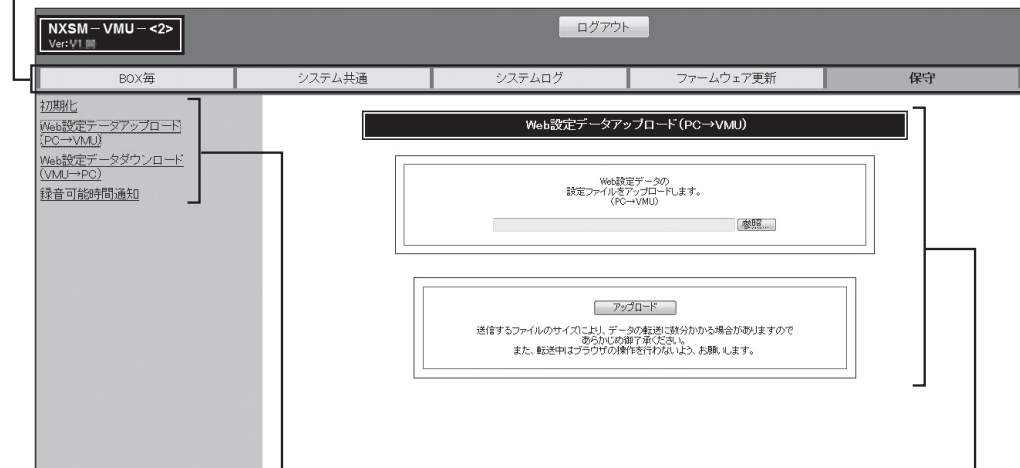 NXSM－VMU－<2>
Ver:V1
ログアウト
BOX毎
システム共通
システムログ
ファームウェア更新
保守
初期化
Web設定データアップロード
(PC→VMU)
Web設定データダウンロード
(VMU→PC)
録音可能時間通知
Web設定データアップロード(PC→VMU)
Web設定データの
設定ファイルをアップロードします。
(PC→VMU)
参照...
アップロード
送信するファイルのサイズにより、データの転送に数分かかる場合がありますので
あらかじめ御了承ください。
また、転送中はブラウザの操作を行わないよう、お願いします。